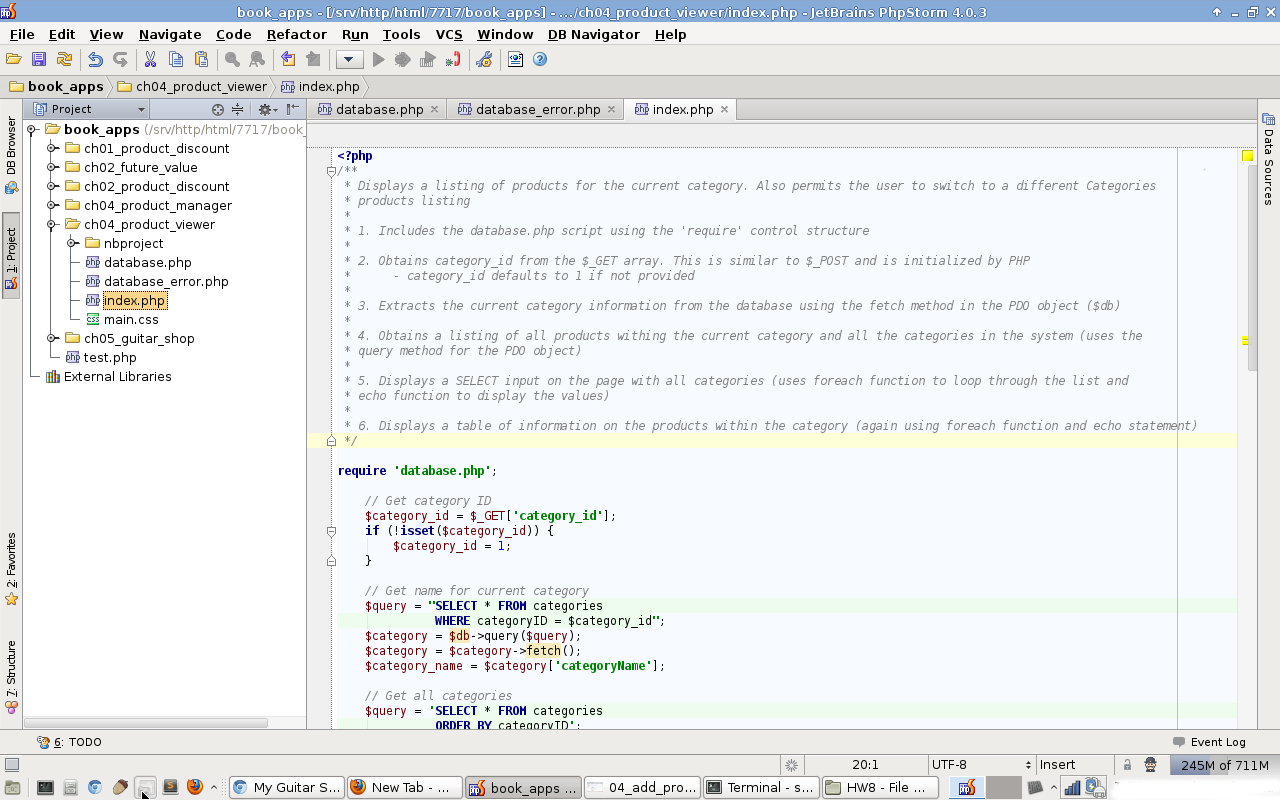 book_apps - [/srv/http/html/7717/book_apps] - .../ch04_product_viewer/index.php - JetBrains PhpStorm 4.0.3
File Edit View Navigate Code Refactor Run Tools VCS Window DB Navigator Help
book_apps ch04_product_viewer index.php
Project
database.php database_error.php index.php
DB Browser
1: Project
2: Favorites
7: Structure
book_apps (/srv/http/html/7717/book_
ch01_product_discount
ch02_future_value
ch02_product_discount
ch04_product_manager
ch04_product_viewer
nbproject
database.php
database_error.php
index.php
main.css
ch05_guitar_shop
test.php
External Libraries
<?php
/**
* Displays a listing of products for the current category. Also permits the user to switch to a different Categories
* products listing
*
* 1. Includes the database.php script using the 'require' control structure
*
* 2. Obtains category_id from the $_GET array. This is similar to $_POST and is initialized by PHP
*      - category_id defaults to 1 if not provided
*
* 3. Extracts the current category information from the database using the fetch method in the PDO object ($db)
*
* 4. Obtains a listing of all products withing the current category and all the categories in the system (uses the
* query method for the PDO object)
*
* 5. Displays a SELECT input on the page with all categories (uses foreach function to loop through the list and
* echo function to display the values)
*
* 6. Displays a table of information on the products within the category (again using foreach function and echo statement)
*/
require 'database.php';
// Get category ID
$category_id = $_GET['category_id'];
if (!isset($category_id)) {
$category_id = 1;
}
// Get name for current category
$query = "SELECT * FROM categories
WHERE categoryID = $category_id";
$category = $db->query($query);
$category = $category->fetch();
$category_name = $category['categoryName'];
// Get all categories
$query = 'SELECT * FROM categories
ORDER BY categoryID';
Data Sources
6: TODO
Event Log
20:1 UTF-8 Insert 245M of 711M
My Guitar S... New Tab - ... book_apps ... 04_add_pro... Terminal - s... HW8 - File ...